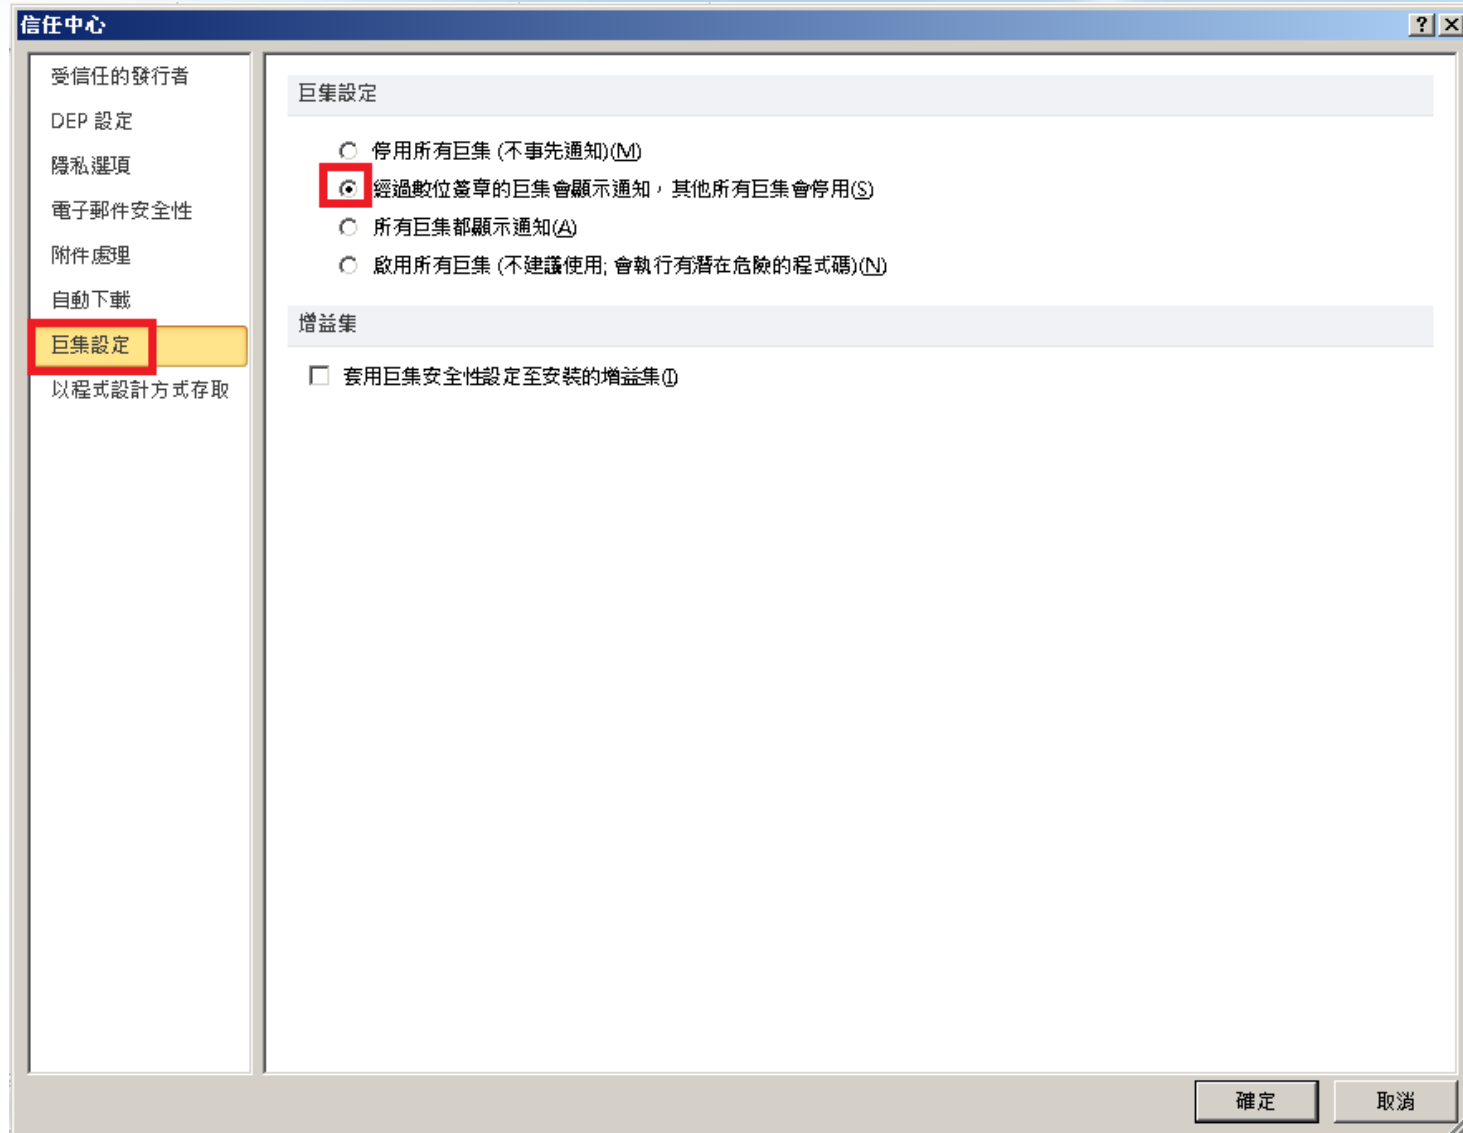 信任中心
受信任的發行者
DEP 設定
隱私選項
電子郵件安全性
附件處理
自動下載
巨集設定
以程式設計方式存取
巨集設定
停用所有巨集 (不事先通知)(M)
經過數位簽章的巨集會顯示通知，其他所有巨集會停用(S)
所有巨集都顯示通知(A)
啟用所有巨集 (不建議使用; 會執行有潛在危險的程式碼)(N)
增益集
套用巨集安全性設定至安裝的增益集(I)
確定
取消